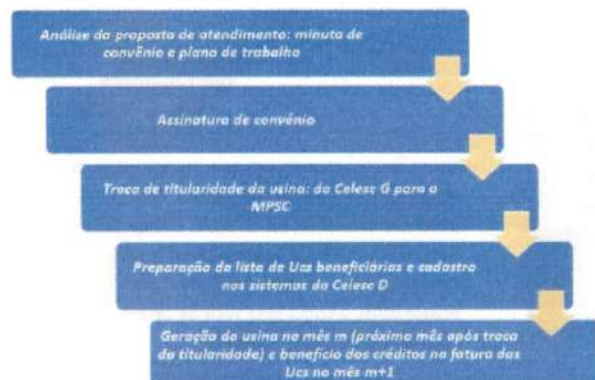 Análise da proposta de atendimento: minuta de
convênio e plano de trabalho
Assinatura de convênio
Troca de titularidade da usina: da Celesc G para o
MPSC
Preparação da lista de Ucs beneficiárias e cadastro
nos sistemas da Celesc D
Geração da usina no mês m (próximo mês após troca
da titularidade) e benefício dos créditos na fatura das
Ucs no mês m+1